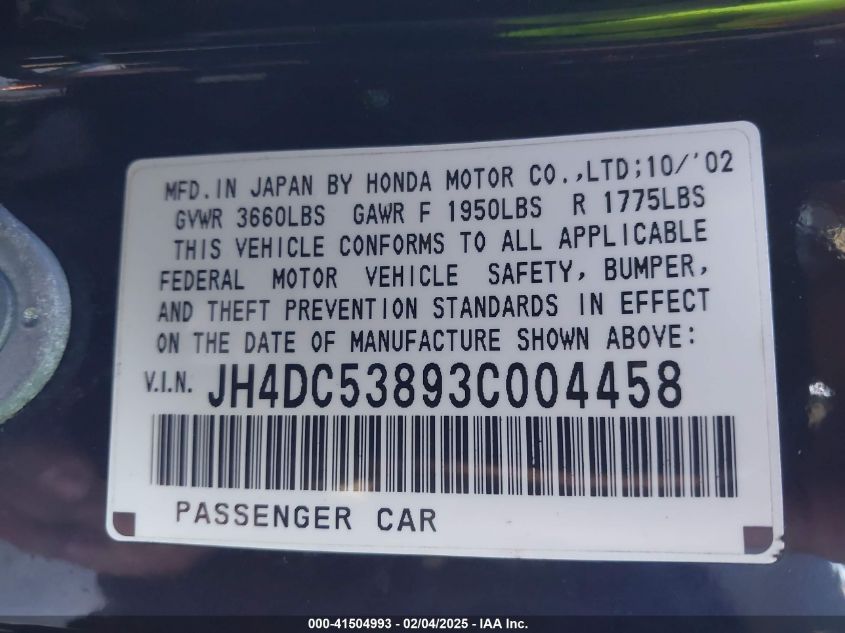 MFD.IN JAPAN BY HONDA MOTOR CO.,LTD;10/'02
GVWR 3660LBS GAWR F 1950LBS R 1775LBS
THIS VEHICLE CONFORMS TO ALL APPLICABLE
FEDERAL MOTOR VEHICLE SAFETY, BUMPER,
AND THEFT PREVENTION STANDARDS IN EFFECT
ON THE DATE OF MANUFACTURE SHOWN ABOVE:
V.I.N. JH4DC53893C004458
PASSENGER CAR
000-41504993 - 02/04/2025 - IAA Inc.